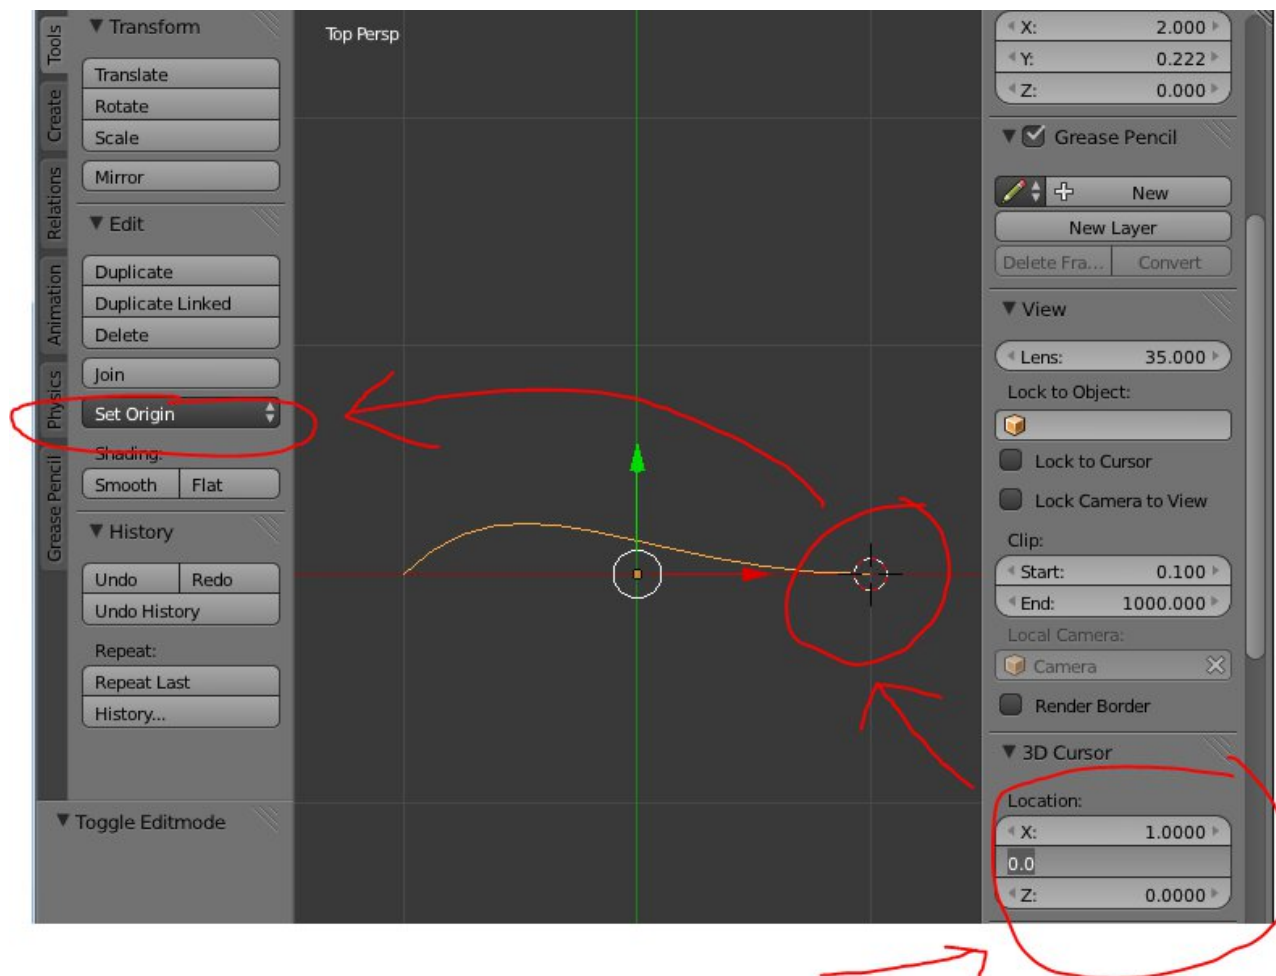 Tools
Create
Relations
Animation
Physics
Grease Pencil
Transform
Translate
Rotate
Scale
Mirror
Edit
Duplicate
Duplicate Linked
Delete
Join
Set Origin
Shading:
Smooth Flat
History
Undo Redo
Undo History
Repeat:
Repeat Last
History...
Toggle Editmode
Top Persp
X: 2.000
Y: 0.222
Z: 0.000
Grease Pencil
New
New Layer
Delete Fra... Convert
View
Lens: 35.000
Lock to Object:
Lock to Cursor
Lock Camera to View
Clip:
Start: 0.100
End: 1000.000
Local Camera:
Camera
Render Border
3D Cursor
Location:
X: 1.0000
0.0
Z: 0.0000